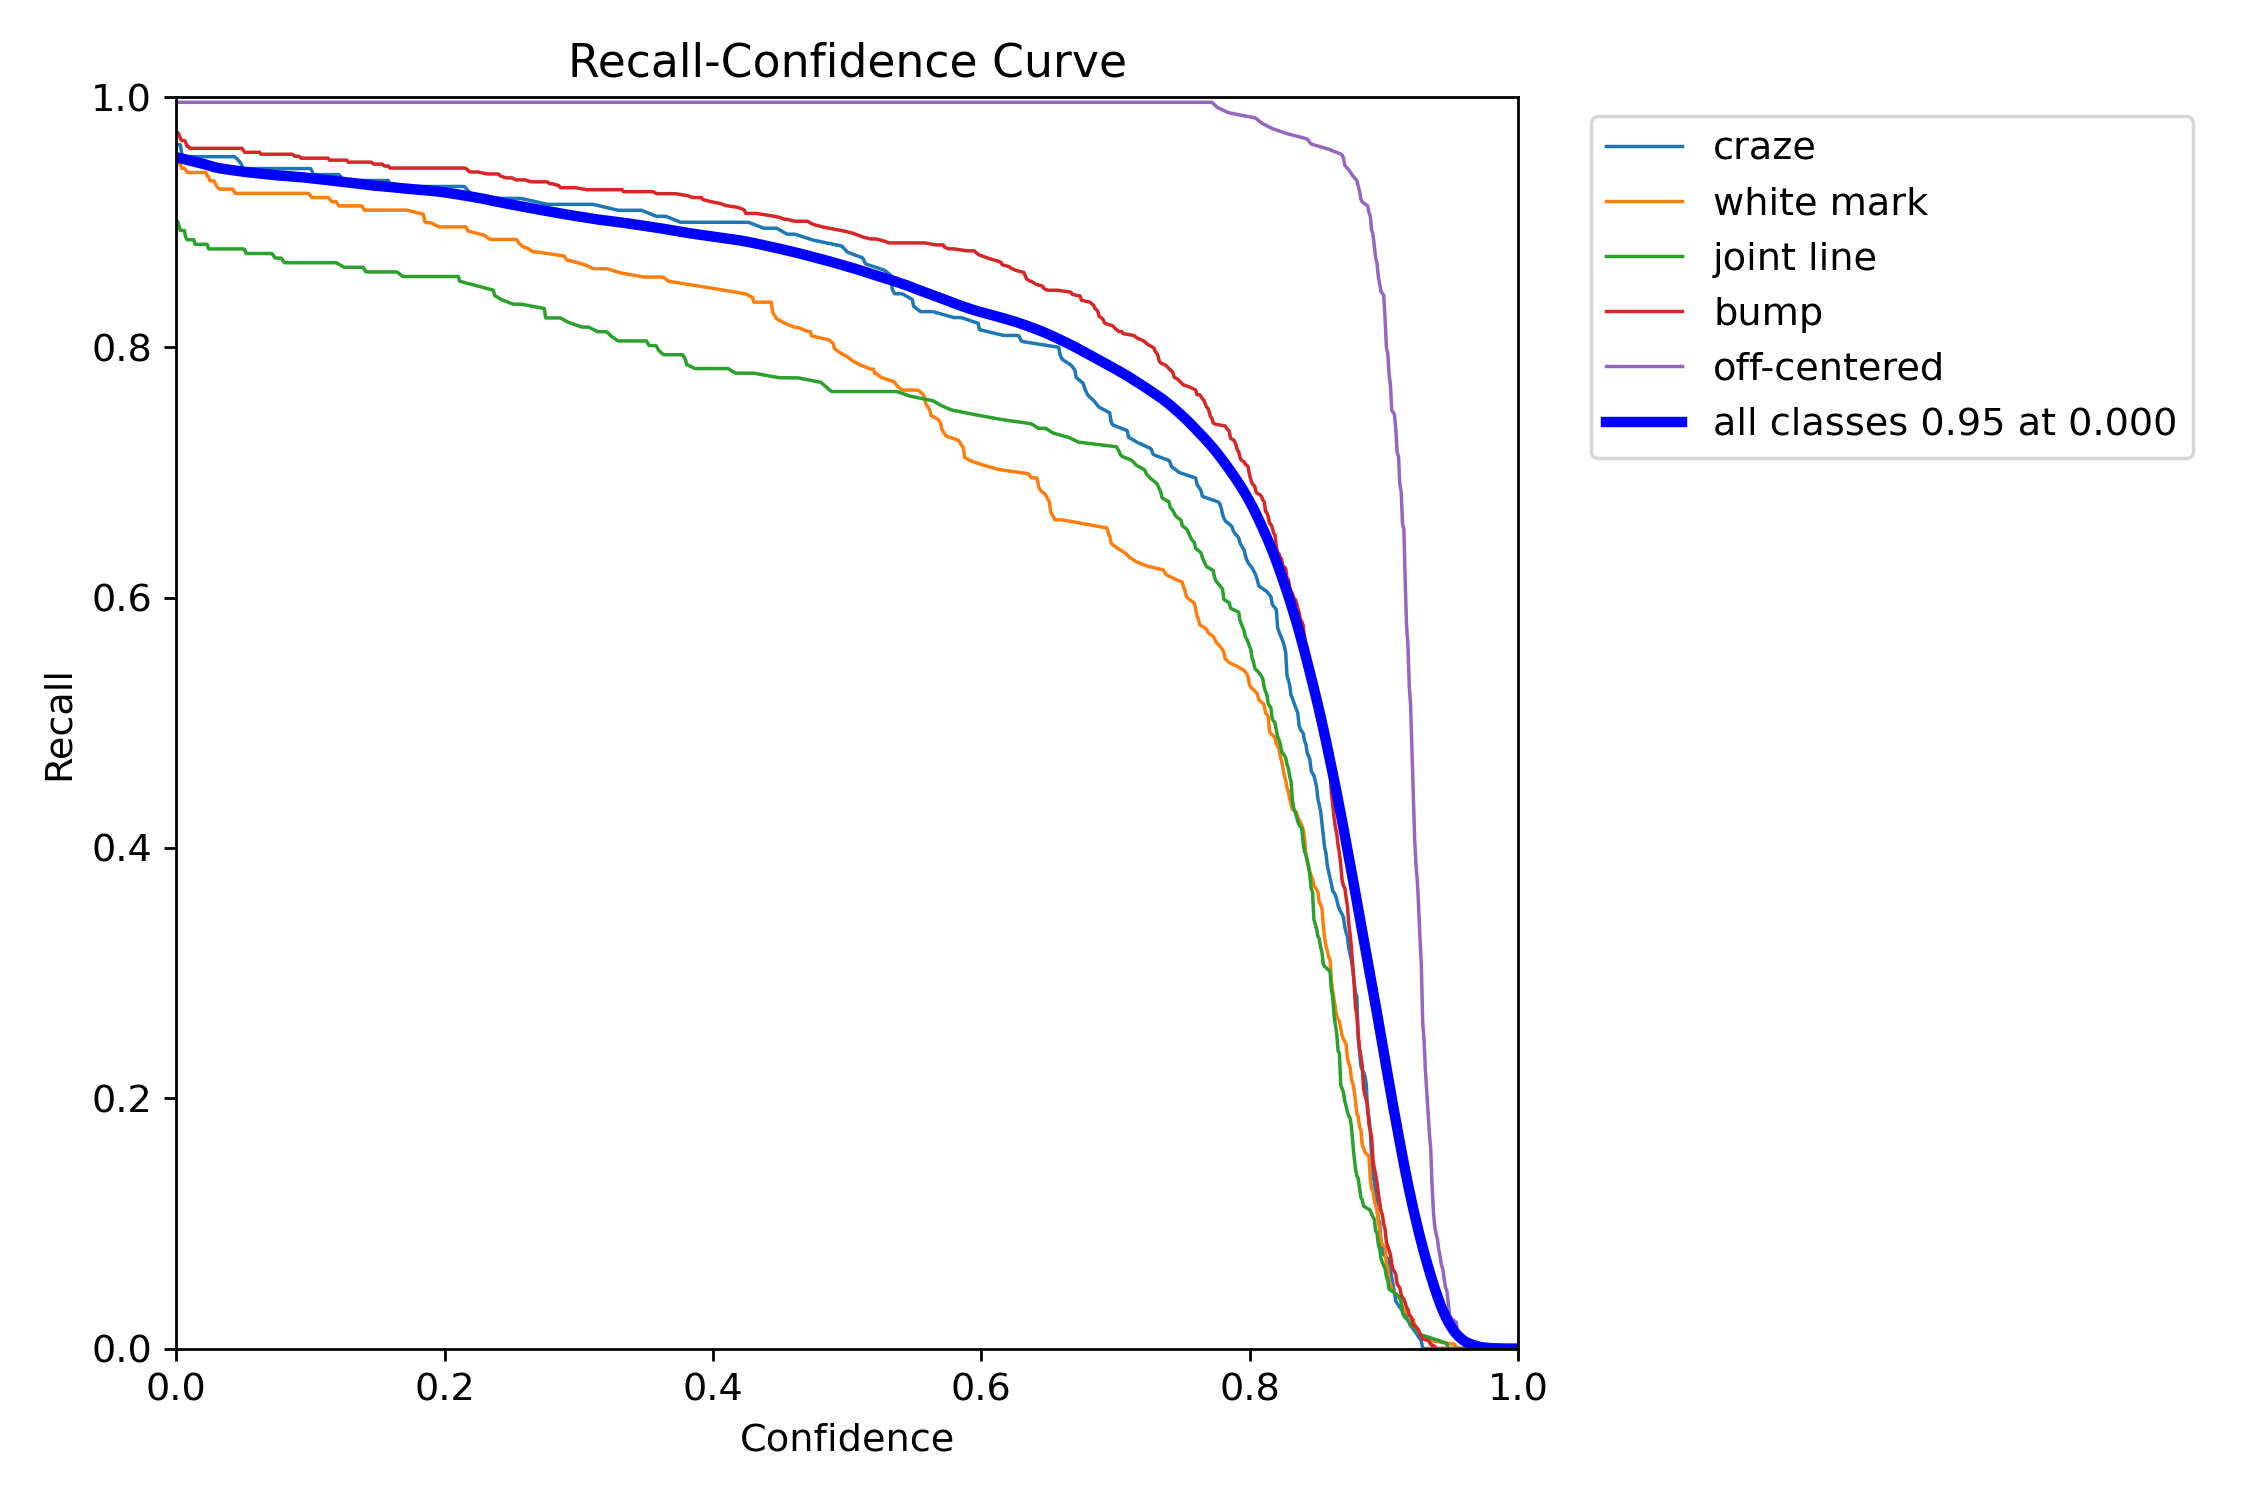 Recall-Confidence Curve
1.0
0.8
0.6
0.4
0.2
0.0
Recall
0.0 0.2 0.4 0.6 0.8 1.0
Confidence
craze
white mark
joint line
bump
off-centered
all classes 0.95 at 0.000